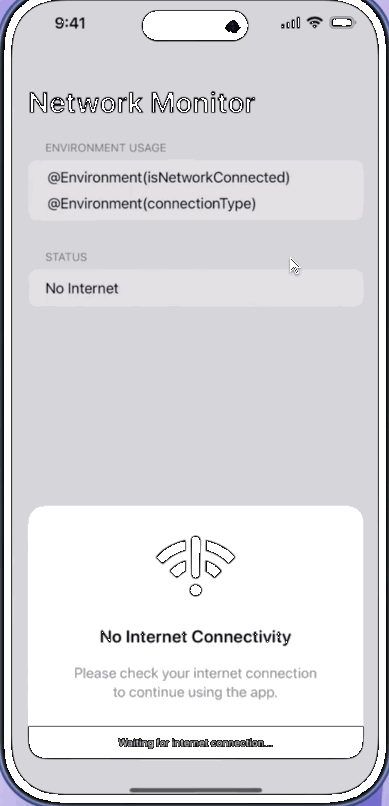 9:41
Network Monitor
ENVIRONMENT USAGE
@Environment(isNetworkConnected)
@Environment(connectionType)
STATUS
No Internet
No Internet Connectivity
Please check your internet connection
to continue using the app.
Waiting for internet connection...